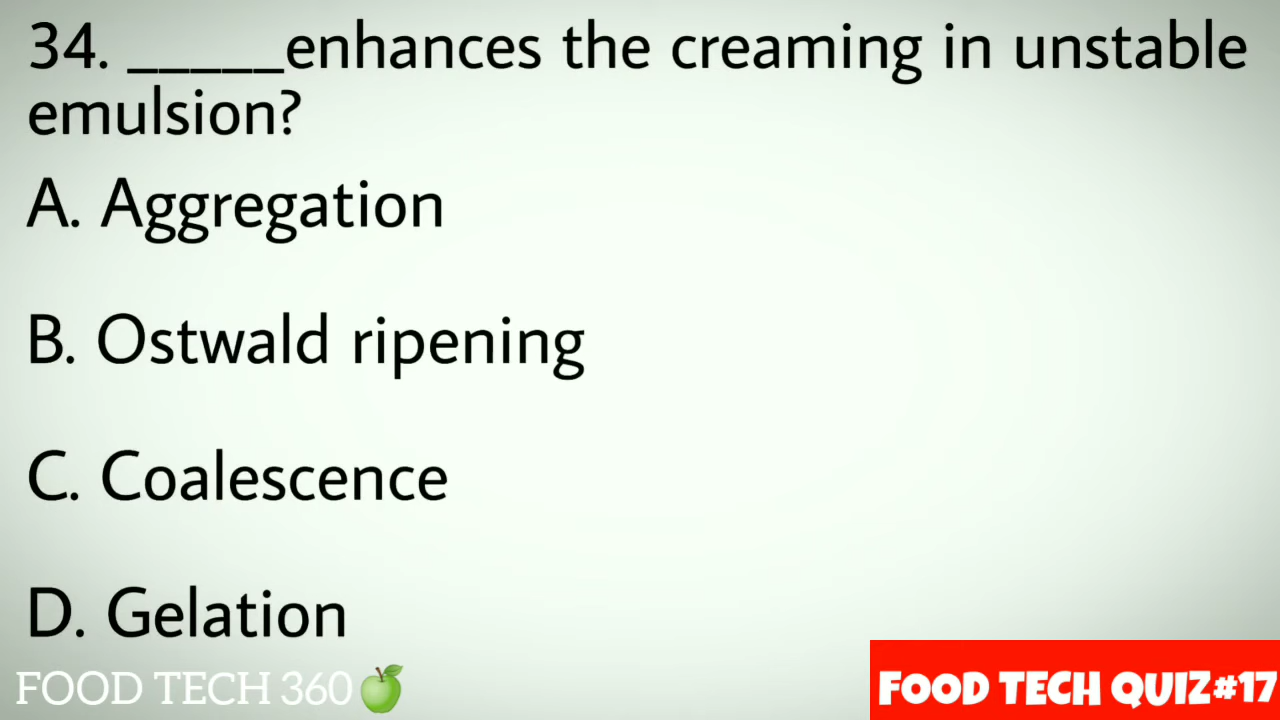 34. _____enhances the creaming in unstable
emulsion?
A. Aggregation
B. Ostwald ripening
C. Coalescence
D. Gelation
FOOD TECH 360
FOOD TECH QUIZ#17